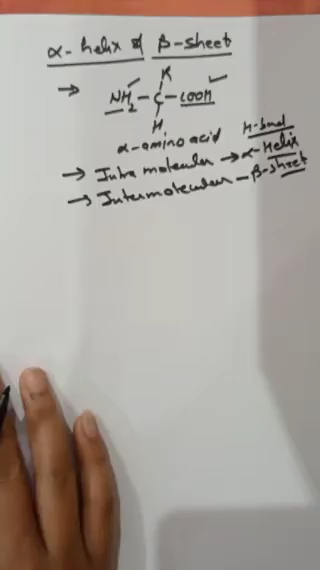 α-helix & β-sheet
→ R
NH2-C-COOH
H
α-amino acid H-bond
→ Intra molecular → α-Helix
→ Intermolecular - β-sheet